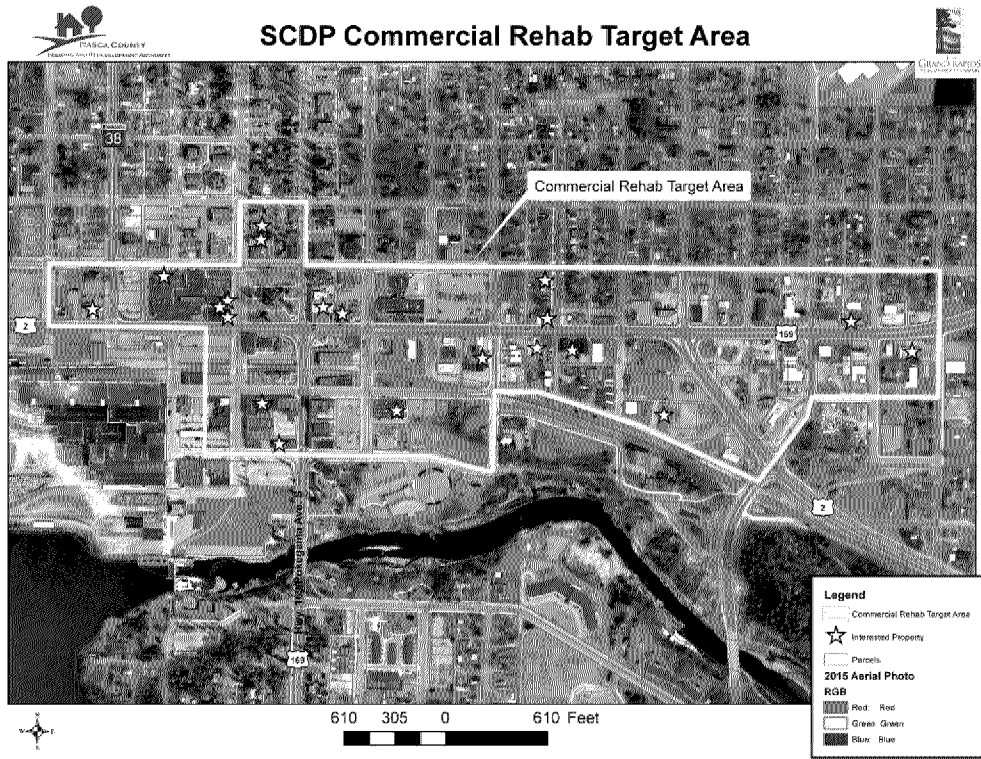 SCDP Commercial Rehab Target Area
ITASCA COUNTY
GRAND RAPIDS
38
Commercial Rehab Target Area
2
169
2
169
Legend
Commercial Rehab Target Area
Interested Property
Parcels
2015 Aerial Photo
RGB
Red: Red
Green: Green
Blue: Blue
610 305 0 610 Feet